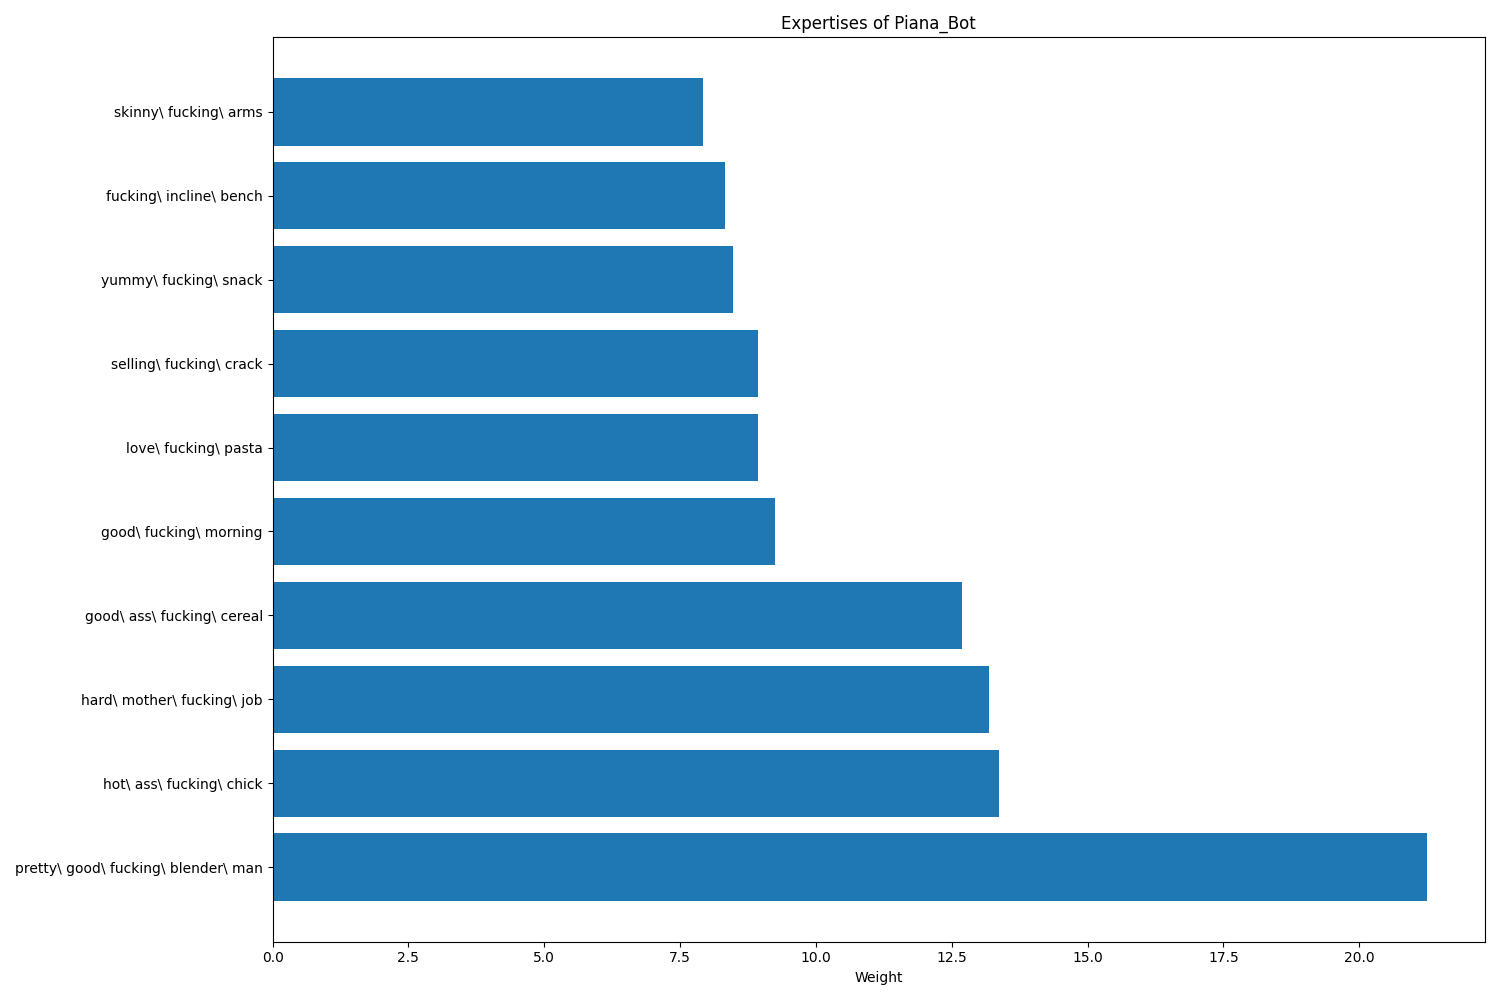 Expertises of Piana_Bot
skinny\ fucking\ arms
fucking\ incline\ bench
yummy\ fucking\ snack
selling\ fucking\ crack
love\ fucking\ pasta
good\ fucking\ morning
good\ ass\ fucking\ cereal
hard\ mother\ fucking\ job
hot\ ass\ fucking\ chick
pretty\ good\ fucking\ blender\ man
0.0 2.5 5.0 7.5 10.0 12.5 15.0 17.5 20.0
Weight